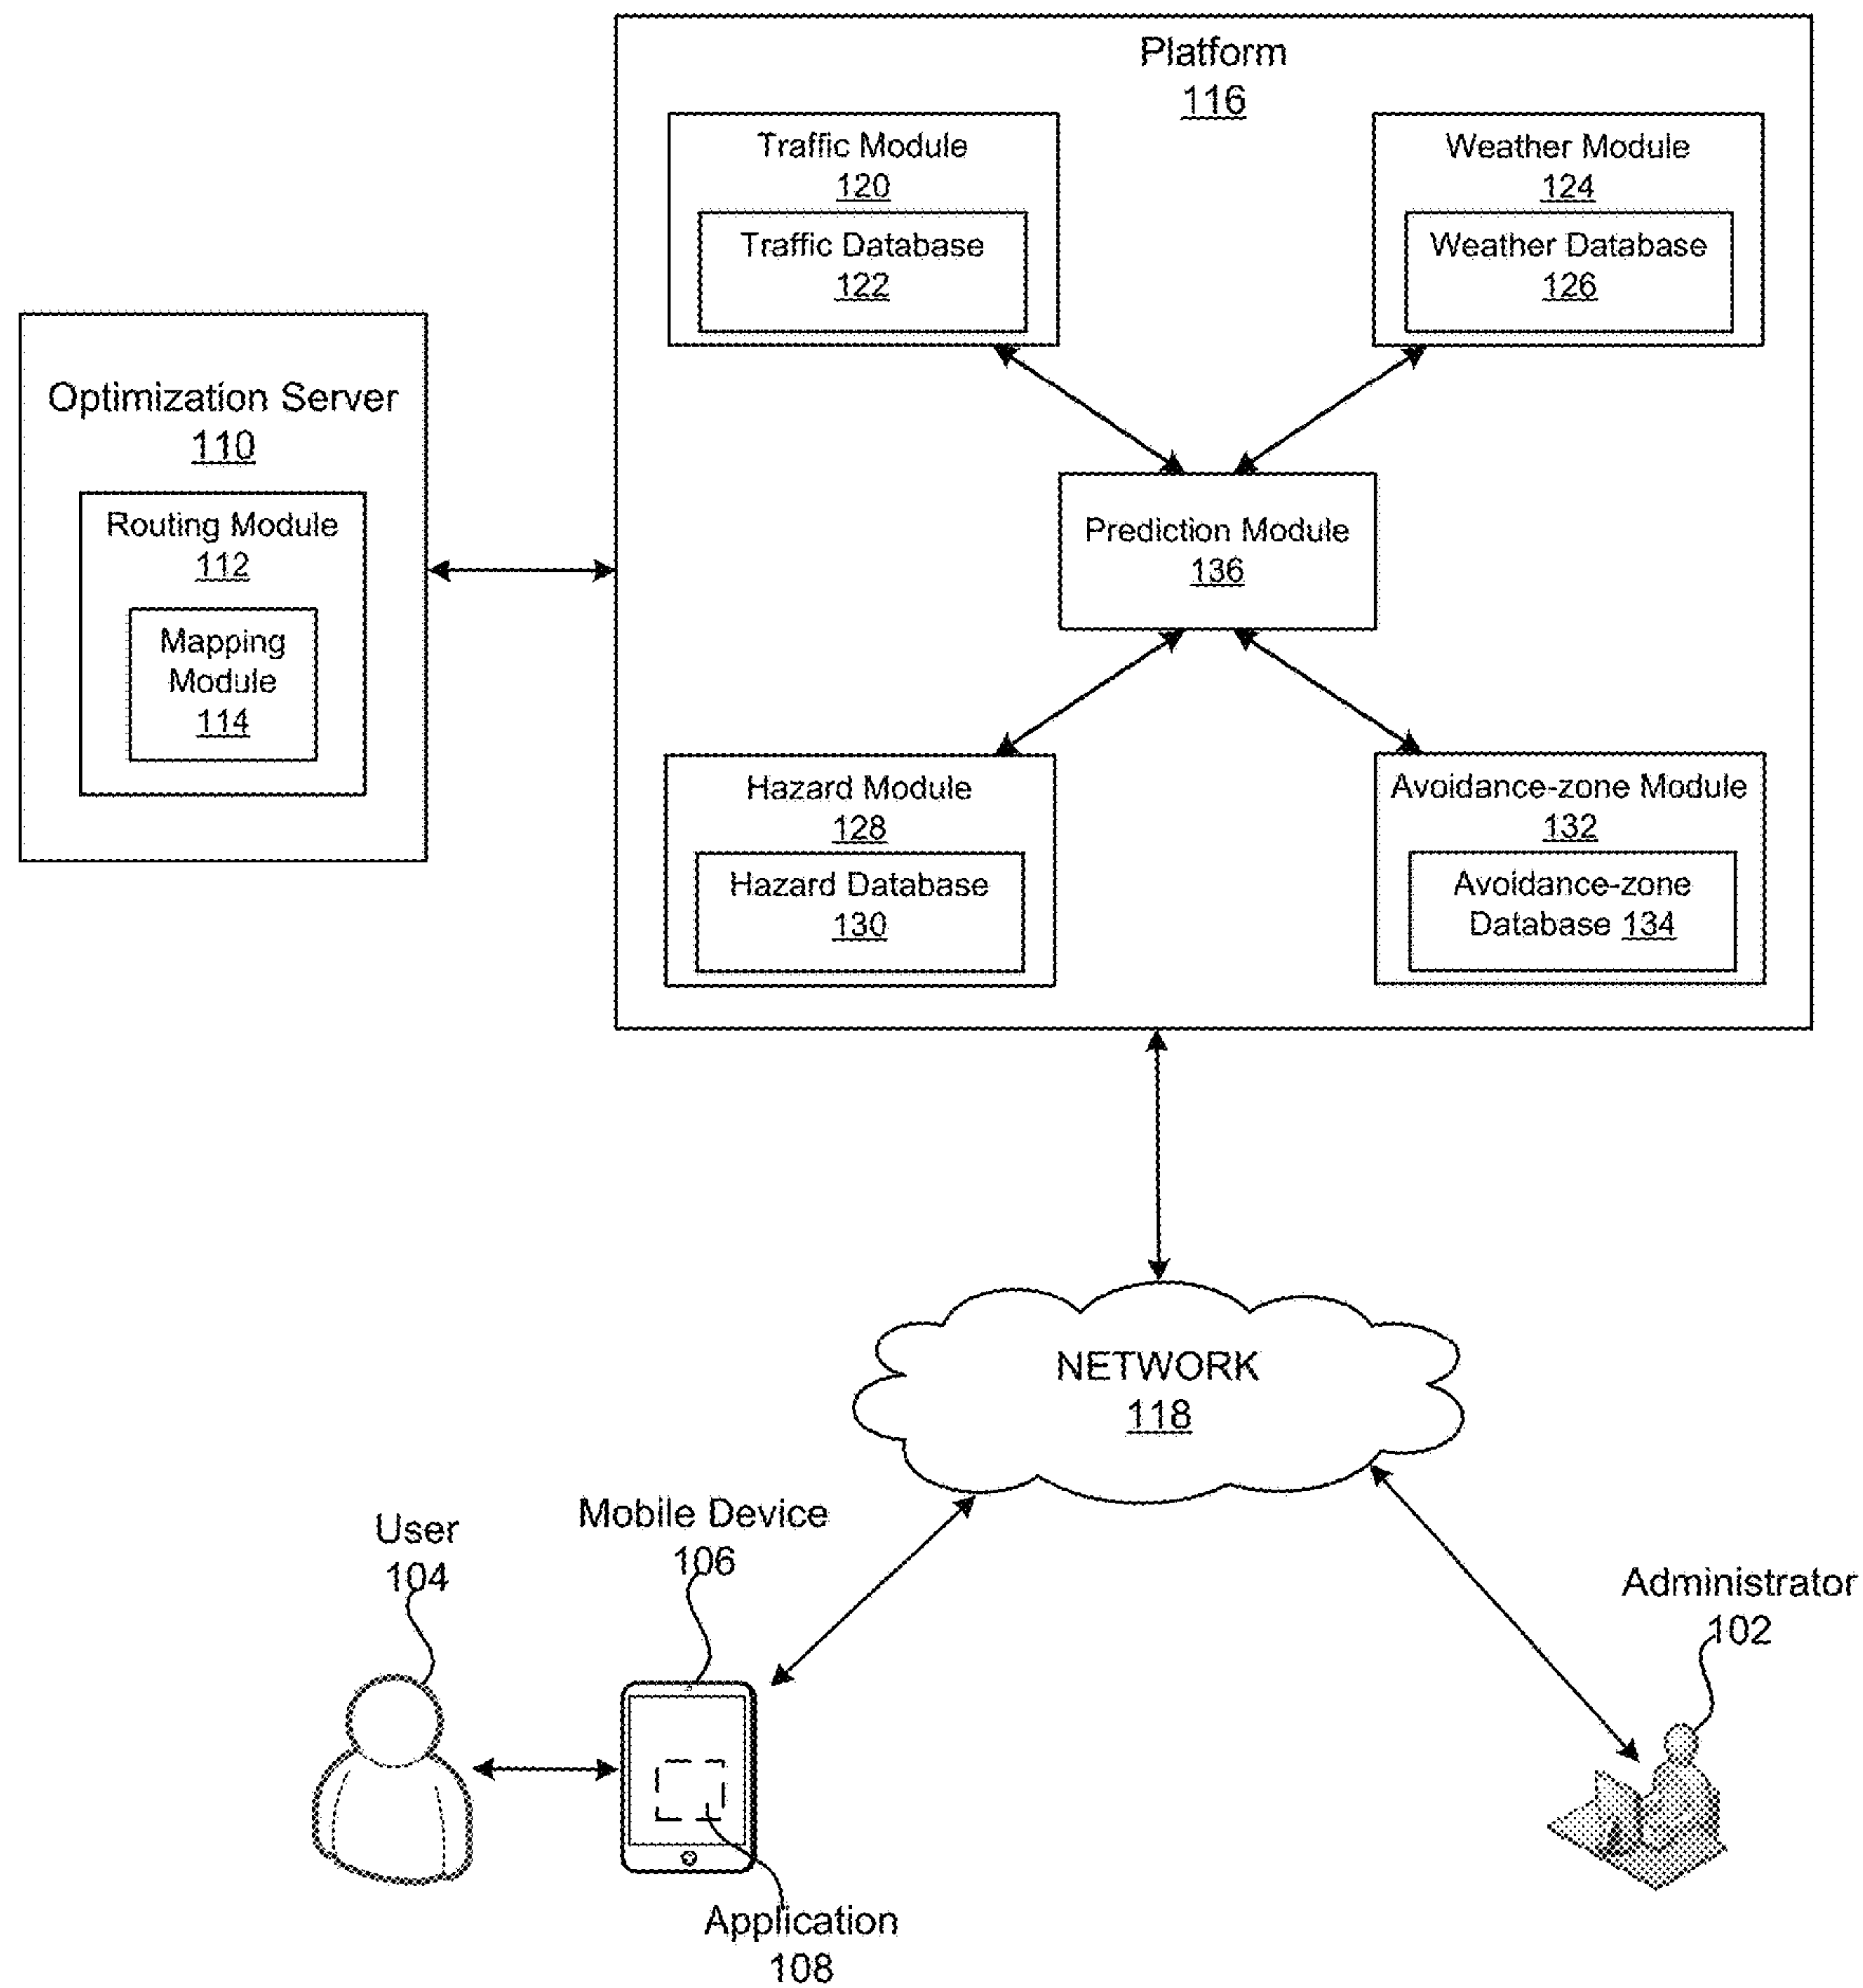 Platform
116
Traffic Module
120
Traffic Database
122
Weather Module
124
Weather Database
126
Optimization Server
110
Routing Module
112
Mapping
Module
114
Prediction Module
136
Hazard Module
128
Hazard Database
130
Avoidance-zone Module
132
Avoidance-zone
Database 134
NETWORK
118
User
104
Mobile Device
106
Administrator
102
Application
108